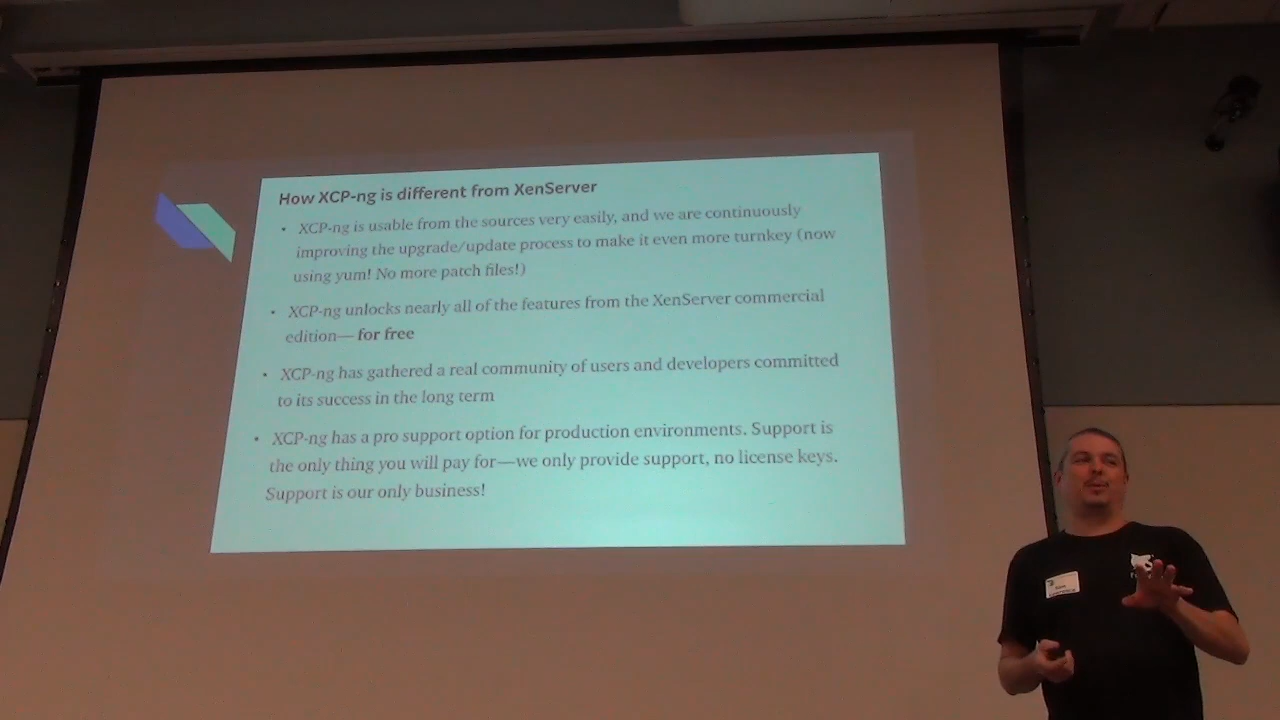 How XCP-ng is different from XenServer
• XCP-ng is usable from the sources very easily, and we are continuously
improving the upgrade/update process to make it even more turnkey (now
using yum! No more patch files!)
• XCP-ng unlocks nearly all of the features from the XenServer commercial
edition— for free
• XCP-ng has gathered a real community of users and developers committed
to its success in the long term
• XCP-ng has a pro support option for production environments. Support is
the only thing you will pay for—we only provide support, no license keys.
Support is our only business!